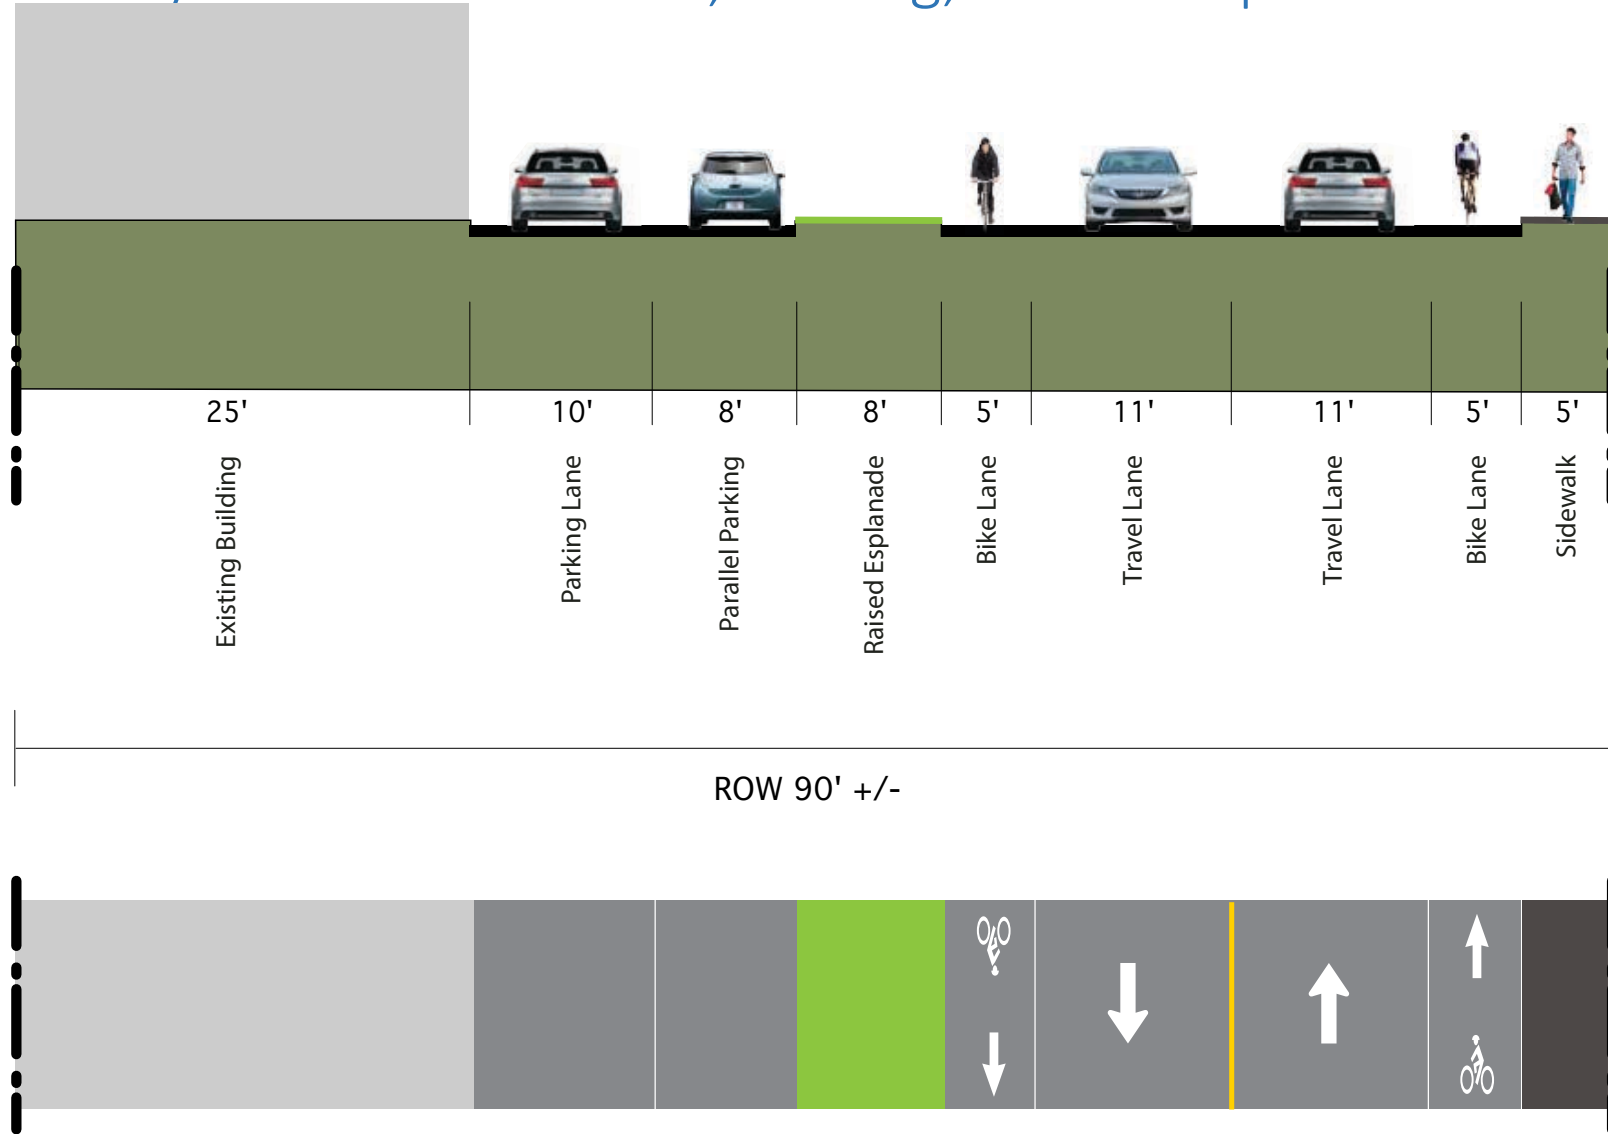 25' 10' 8' 8' 5' 11' 11' 5' 5'
Existing Building
Parking Lane
Parallel Parking
Raised Esplanade
Bike Lane
Travel Lane
Travel Lane
Bike Lane
Sidewalk
ROW 90' +/-